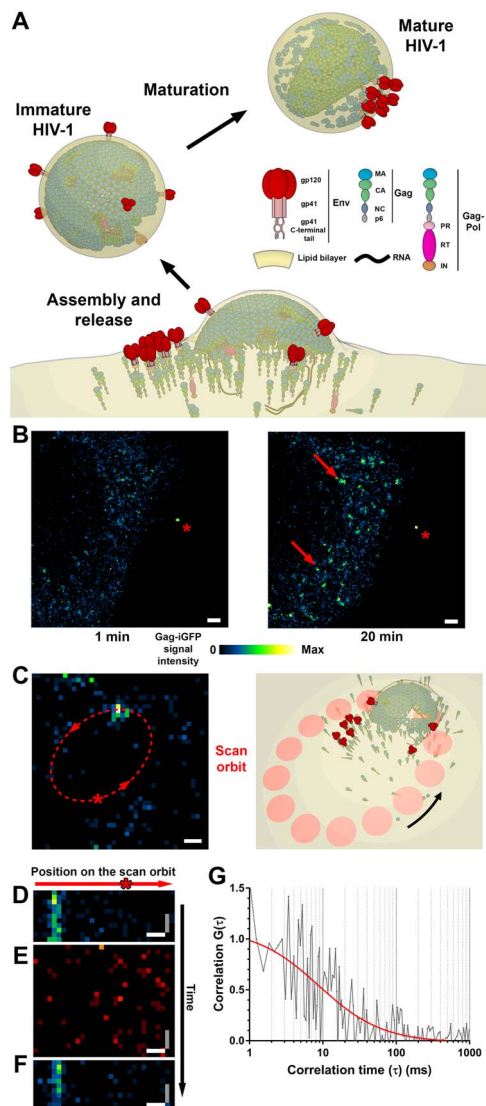 A
Mature
HIV-1
Maturation
Immature
HIV-1
gp120
gp41
gp41
C-terminal
tail
Env
MA
CA
NC
p6
Gag
PR
RT
IN
Gag-
Pol
Lipid bilayer
RNA
Assembly and
release
B
*
*
1 min
20 min
Gag-iGFP
signal
intensity
0
Max
C
*
Scan
orbit
Position on the scan orbit
D
E
F
Time
G
Correlation G(τ)
1.5
1.0
0.5
0.0
1
10
100
1000
Correlation time (τ) (ms)